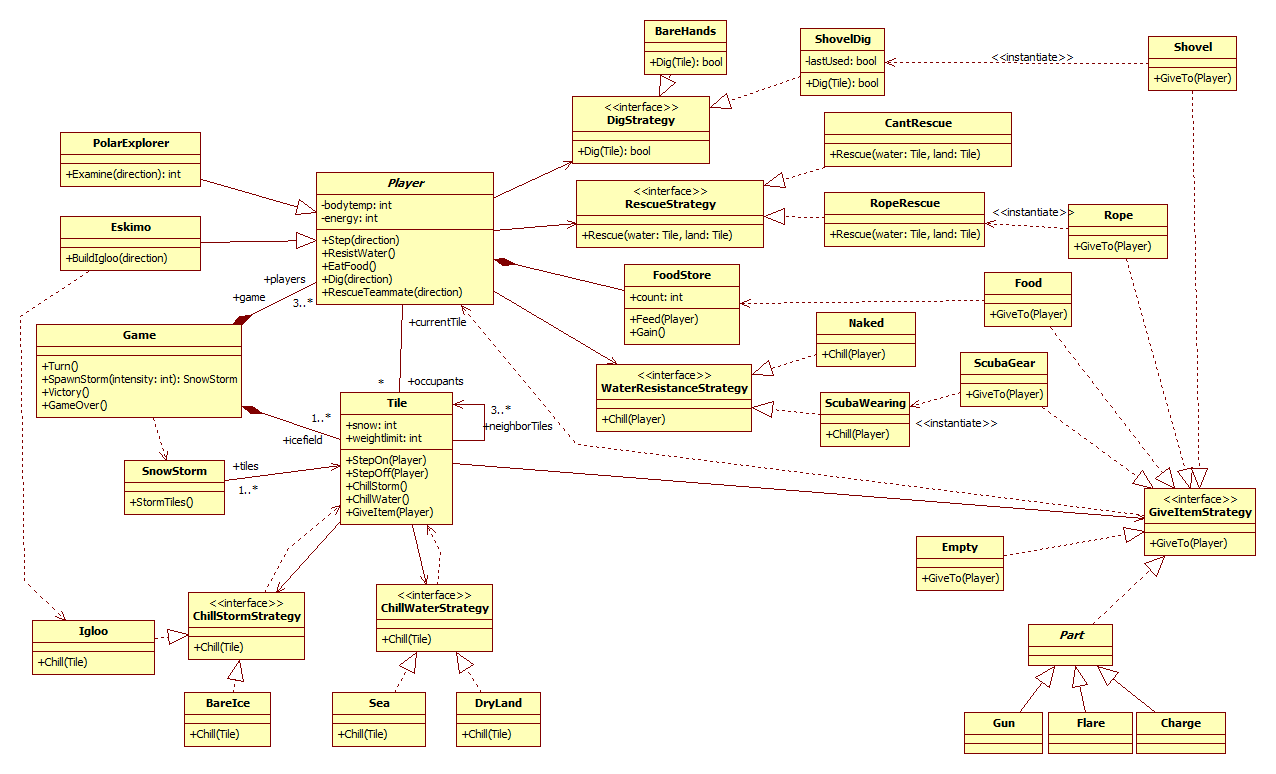 BareHands
+Dig(Tile): bool
ShovelDig
-lastUsed: bool
+Dig(Tile): bool
<<instantiate>>
Shovel
+GiveTo(Player)
<<interface>>
DigStrategy
+Dig(Tile): bool
CantRescue
+Rescue(water: Tile, land: Tile)
PolarExplorer
+Examine(direction): int
Player
-bodytemp: int
-energy: int
+Step(direction)
+ResistWater()
+EatFood()
+Dig(direction)
+RescueTeammate(direction)
<<interface>>
RescueStrategy
+Rescue(water: Tile, land: Tile)
RopeRescue
+Rescue(water: Tile, land: Tile)
<<instantiate>>
Rope
+GiveTo(Player)
Eskimo
+BuildIgloo(direction)
+players
+game
3..*
FoodStore
+count: int
+Feed(Player)
+Gain()
Food
+GiveTo(Player)
+currentTile
Game
+Turn()
+SpawnStorm(intensity: int): SnowStorm
+Victory()
+GameOver()
Naked
+Chill(Player)
<<interface>>
WaterResistanceStrategy
+Chill(Player)
ScubaGear
+GiveTo(Player)
ScubaWearing
+Chill(Player)
<<instantiate>>
*
+occupants
1..*
+icefield
Tile
+snow: int
+weightlimit: int
+StepOn(Player)
+StepOff(Player)
+ChillStorm()
+ChillWater()
+GiveItem(Player)
3..*
+neighborTiles
SnowStorm
+StormTiles()
+tiles
1..*
<<interface>>
GiveItemStrategy
+GiveTo(Player)
Empty
+GiveTo(Player)
<<interface>>
ChillStormStrategy
+Chill(Tile)
<<interface>>
ChillWaterStrategy
+Chill(Tile)
Igloo
+Chill(Tile)
Part
BareIce
+Chill(Tile)
Sea
+Chill(Tile)
DryLand
+Chill(Tile)
Gun
Flare
Charge